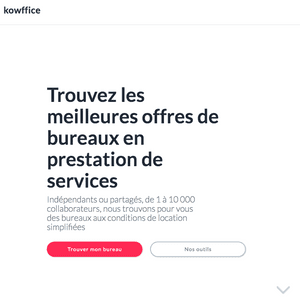 kowffice
Trouvez les
meilleures offres de
bureaux en
prestation de
services
Indépendants ou partagés, de 1 à 10 000
collaborateurs, nous trouvons pour vous
des bureaux aux conditions de location
simplifiées
Trouver mon bureau
Nos outils